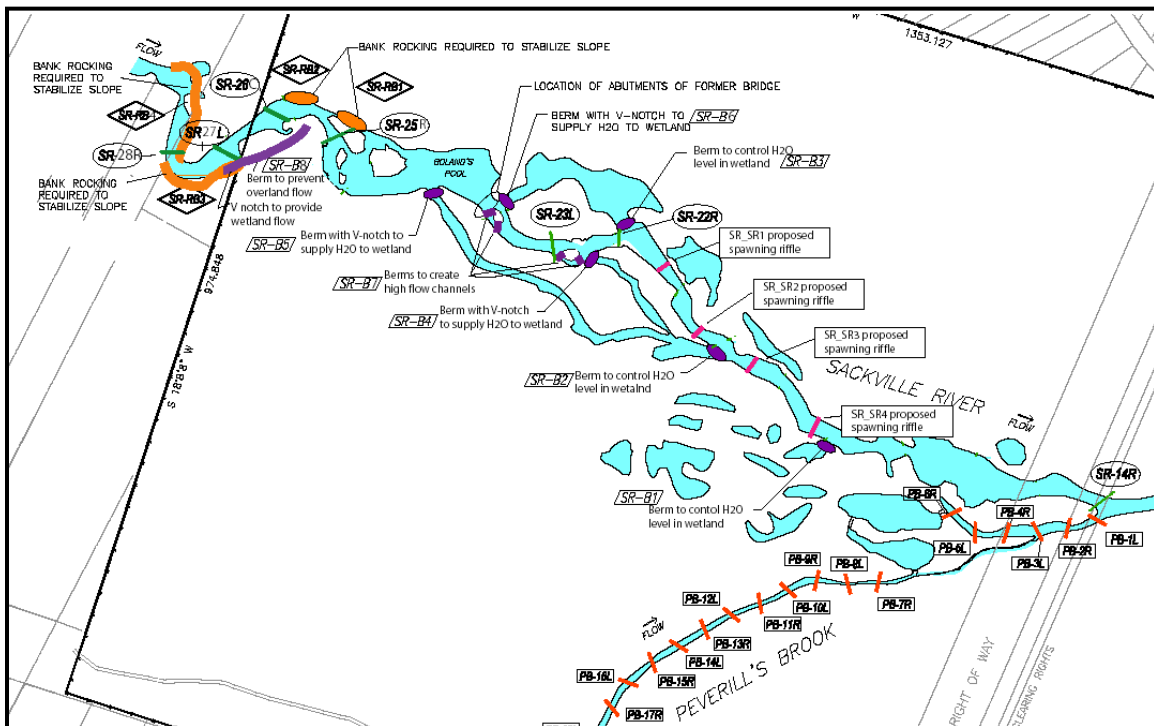 FLOW
BANK ROCKING
REQUIRED TO
STABILIZE SLOPE
SR-RB2
BANK ROCKING REQUIRED TO STABILIZE SLOPE
SR-RB1
W
1353.127
LOCATION OF ABUTMENTS OF FORMER BRIDGE
BERM WITH V-NOTCH TO
SUPPLY H2O TO WETLAND
SR-B6
SR-27L
SR-25R
SR-28R
BOLAND'S
POOL
Berm to control H2O
level in wetland
SR-B3
BANK ROCKING
REQUIRED TO
STABILIZE SLOPE
SR-RB3
SR-B8
Berm to prevent
overland flow
V notch to provide
wetland flow
SR-23L
SR-22R
SR-B5
Berm with V-notch to
supply H2O to wetland
SR_SR1 proposed
spawning riffle
SR-B7
Berms to create
high flow channels
SR_SR2 proposed
spawning riffle
SR-B4
Berm with V-notch
to supply H2O to wetland
974.848
S 18'8'8" W
SR_SR3 proposed
spawning riffle
SR-B2
Berm to control H2O
level in wetalnd
SACKVILLE RIVER
FLOW
SR_SR4 proposed
spawning riffle
SR-B1
Berm to contol H2O
level in wetland
SR-14R
PB-4R
PB-1L
PB-2R
PB-3L
PB-9R
PB-8L
PB-7R
PB-10L
PB-12L
PB-11R
PB-13R
PB-14L
PB-15R
PB-16L
PB-17R
FLOW
PEVERILL'S BROOK
RIGHT OF WAY
CLEARING RIGHTS